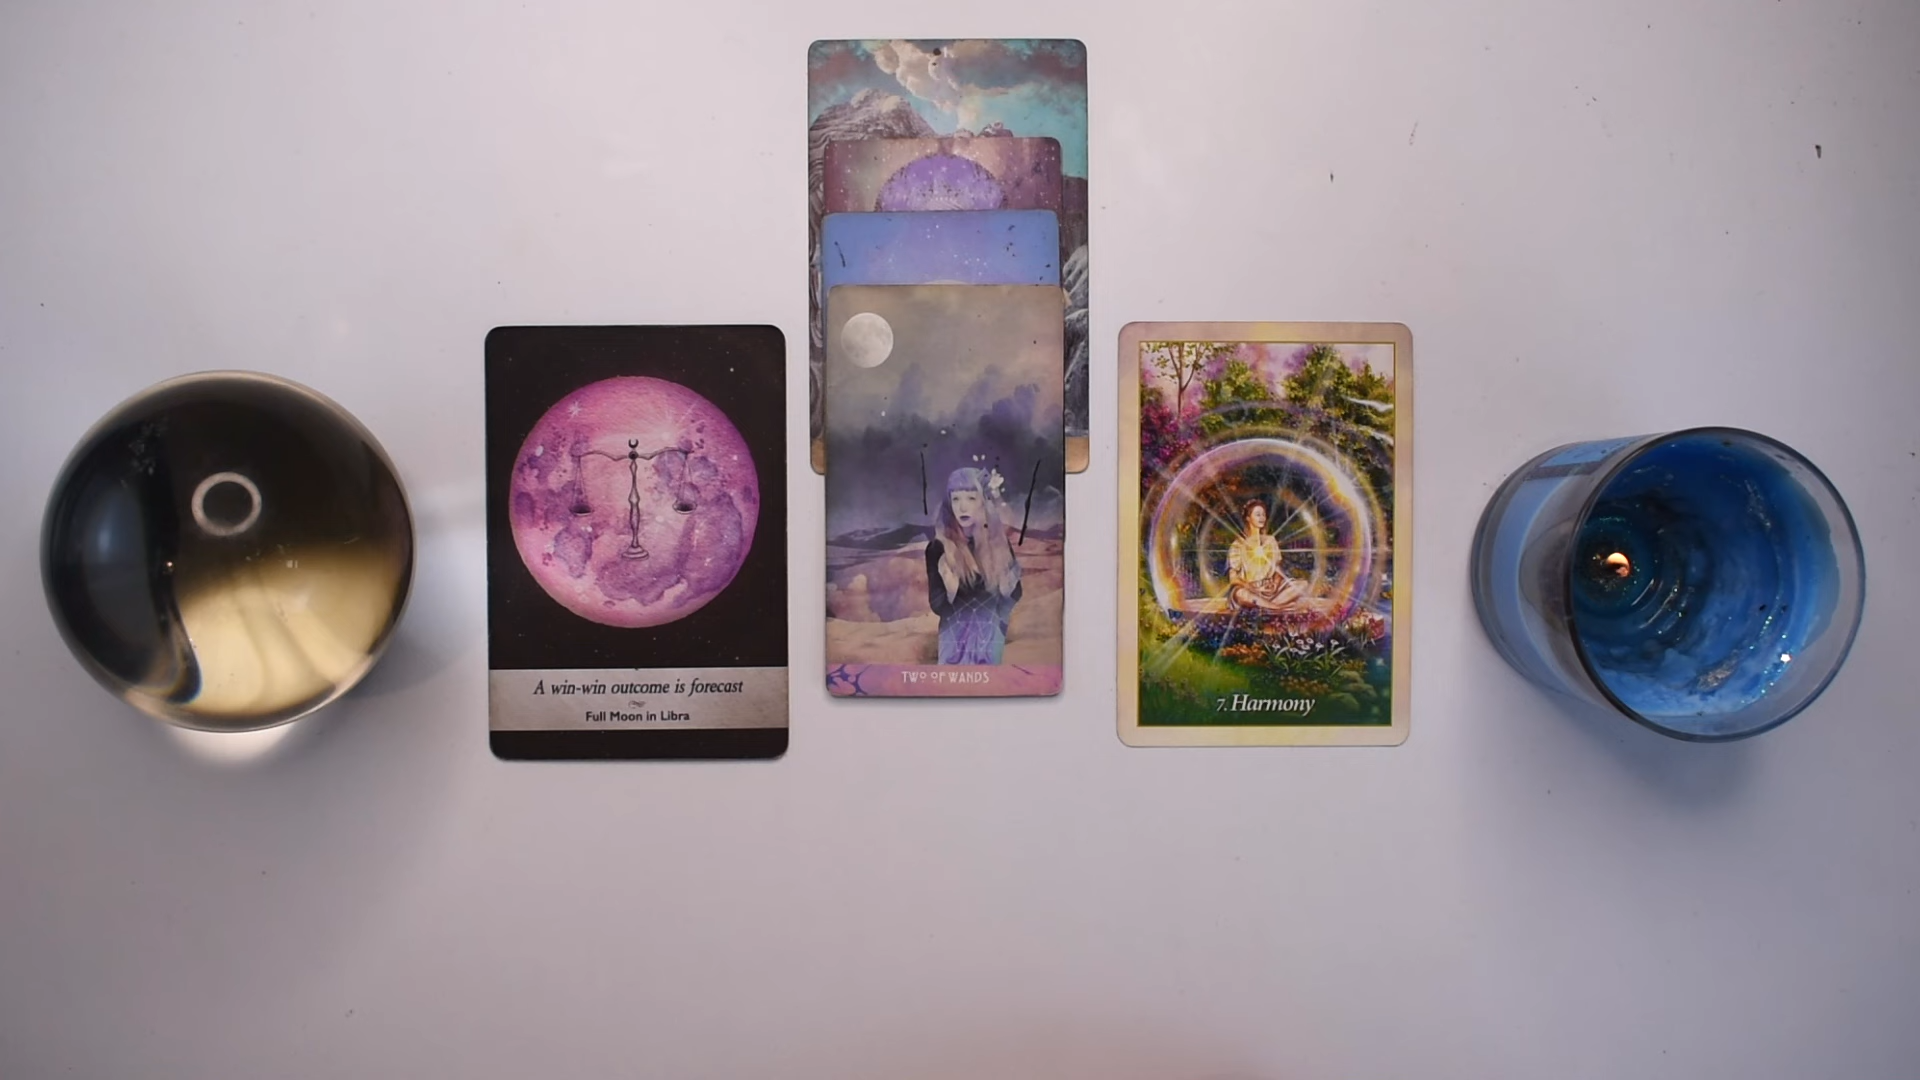 A win-win outcome is forecast
Full Moon in Libra
TWO OF WANDS
7. Harmony